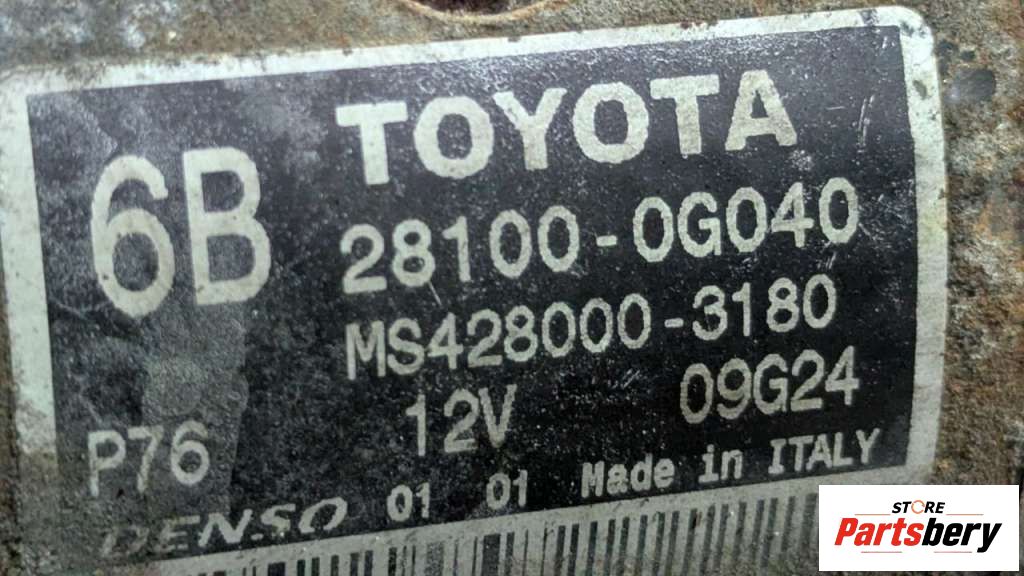 TOYOTA
6B
28100-0G040
MS428000-3180
12V 09G24
P76
DENSO 01 01 Made in ITALY
STORE
Partsbery